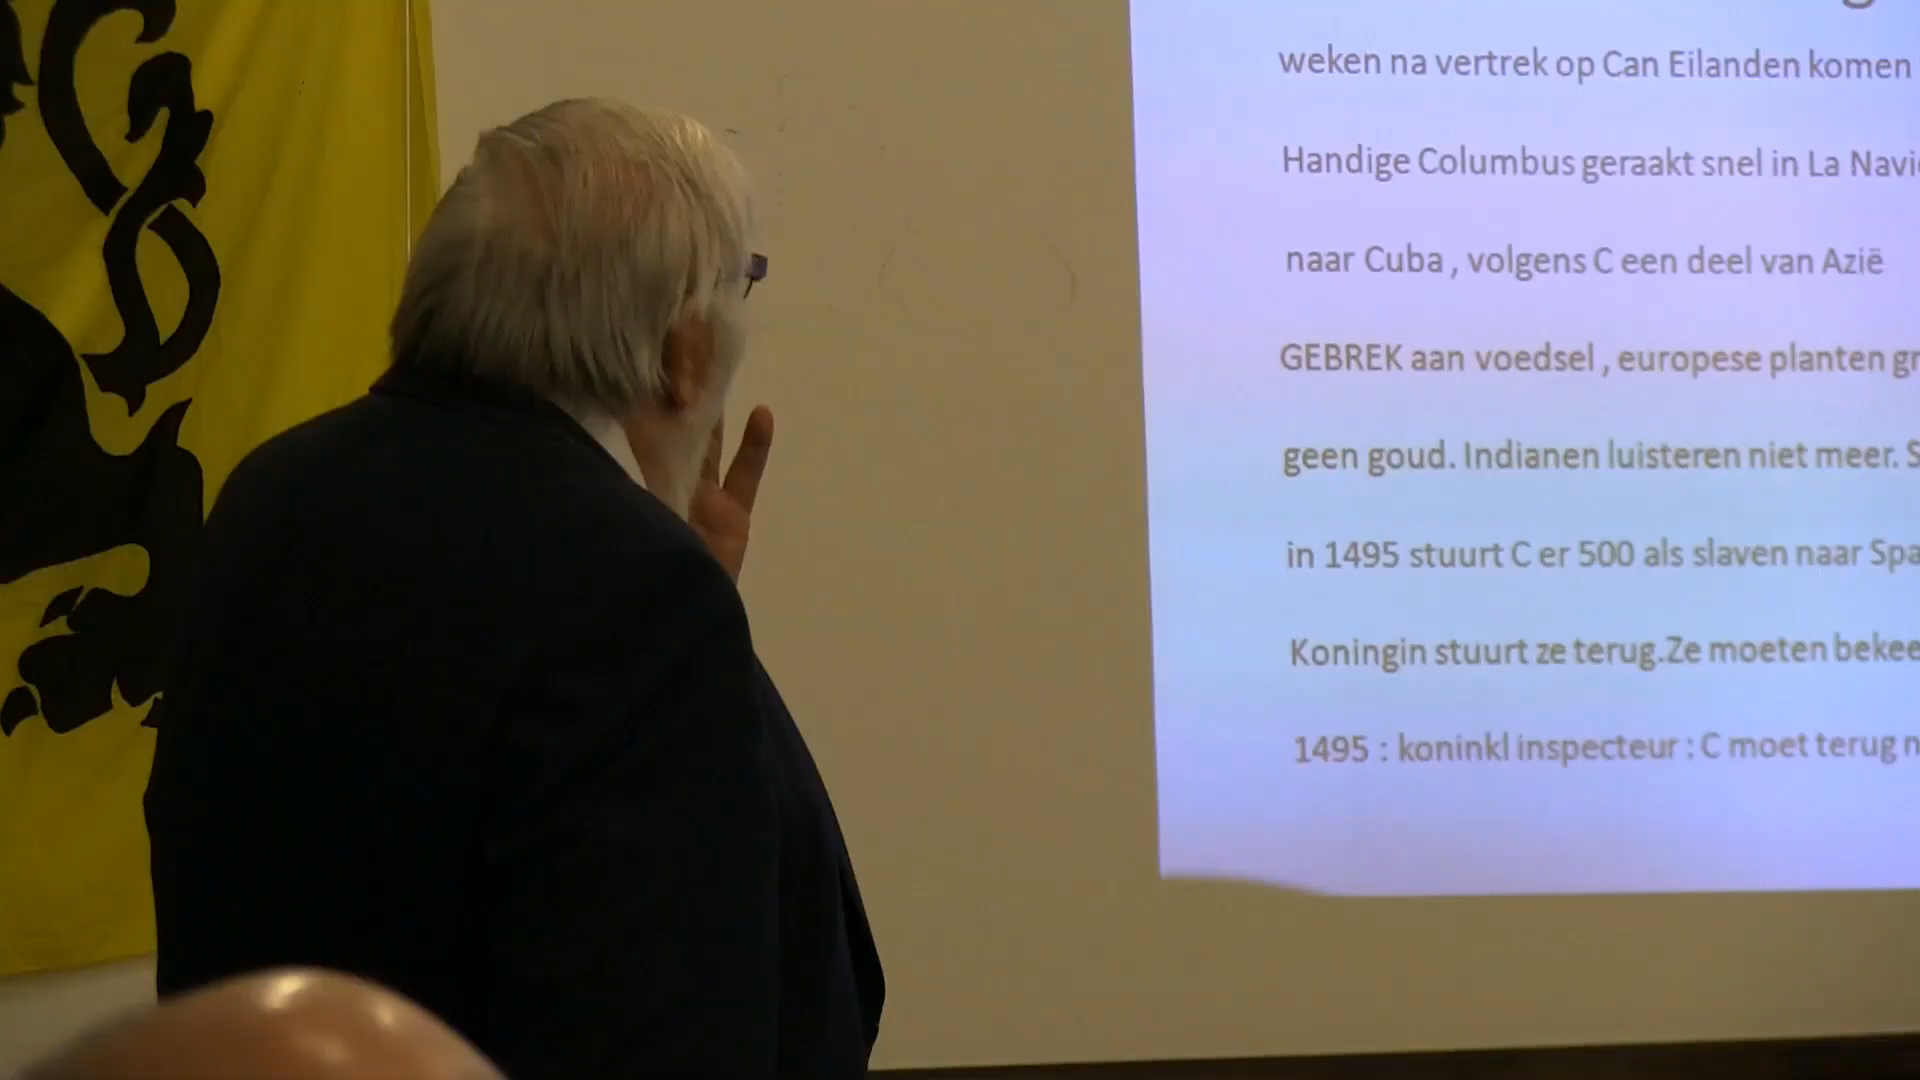 weken na vertrek op Can Eilanden komen
Handige Columbus geraakt snel in La
naar Cuba , volgens C een deel van Azië
GEBREK aan voedsel , europese planten
geen goud. Indianen luisteren niet meer.
in 1495 stuurt C er 500 als slaven naar
Koningin stuurt ze terug.Ze moeten
1495 : koninkl inspecteur : C moet terug